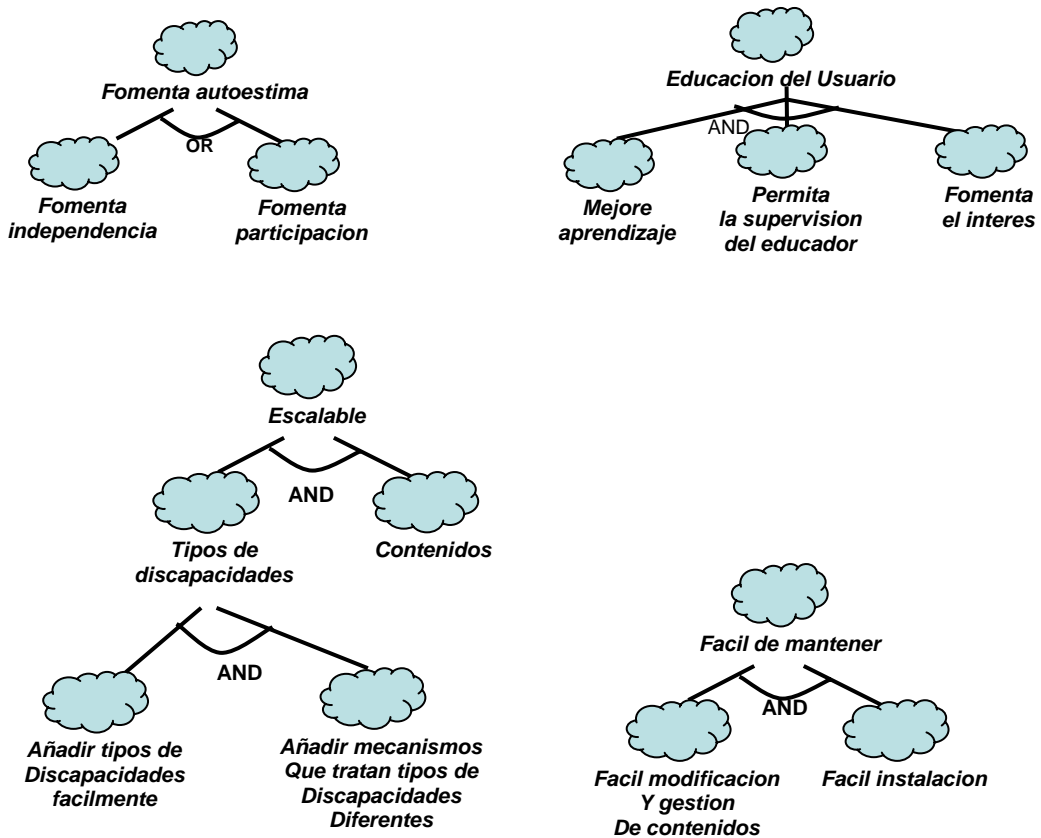 Fomenta autoestima
OR
Fomenta
independencia
Fomenta
participacion
Educacion del Usuario
AND
Mejore
aprendizaje
Permita
la supervision
del educador
Fomenta
el interes
Escalable
AND
Tipos de
discapacidades
Contenidos
AND
Añadir tipos de
Discapacidades
facilmente
Añadir mecanismos
Que tratan tipos de
Discapacidades
Diferentes
Facil de mantener
AND
Facil modificacion
Y gestion
De contenidos
Facil instalacion